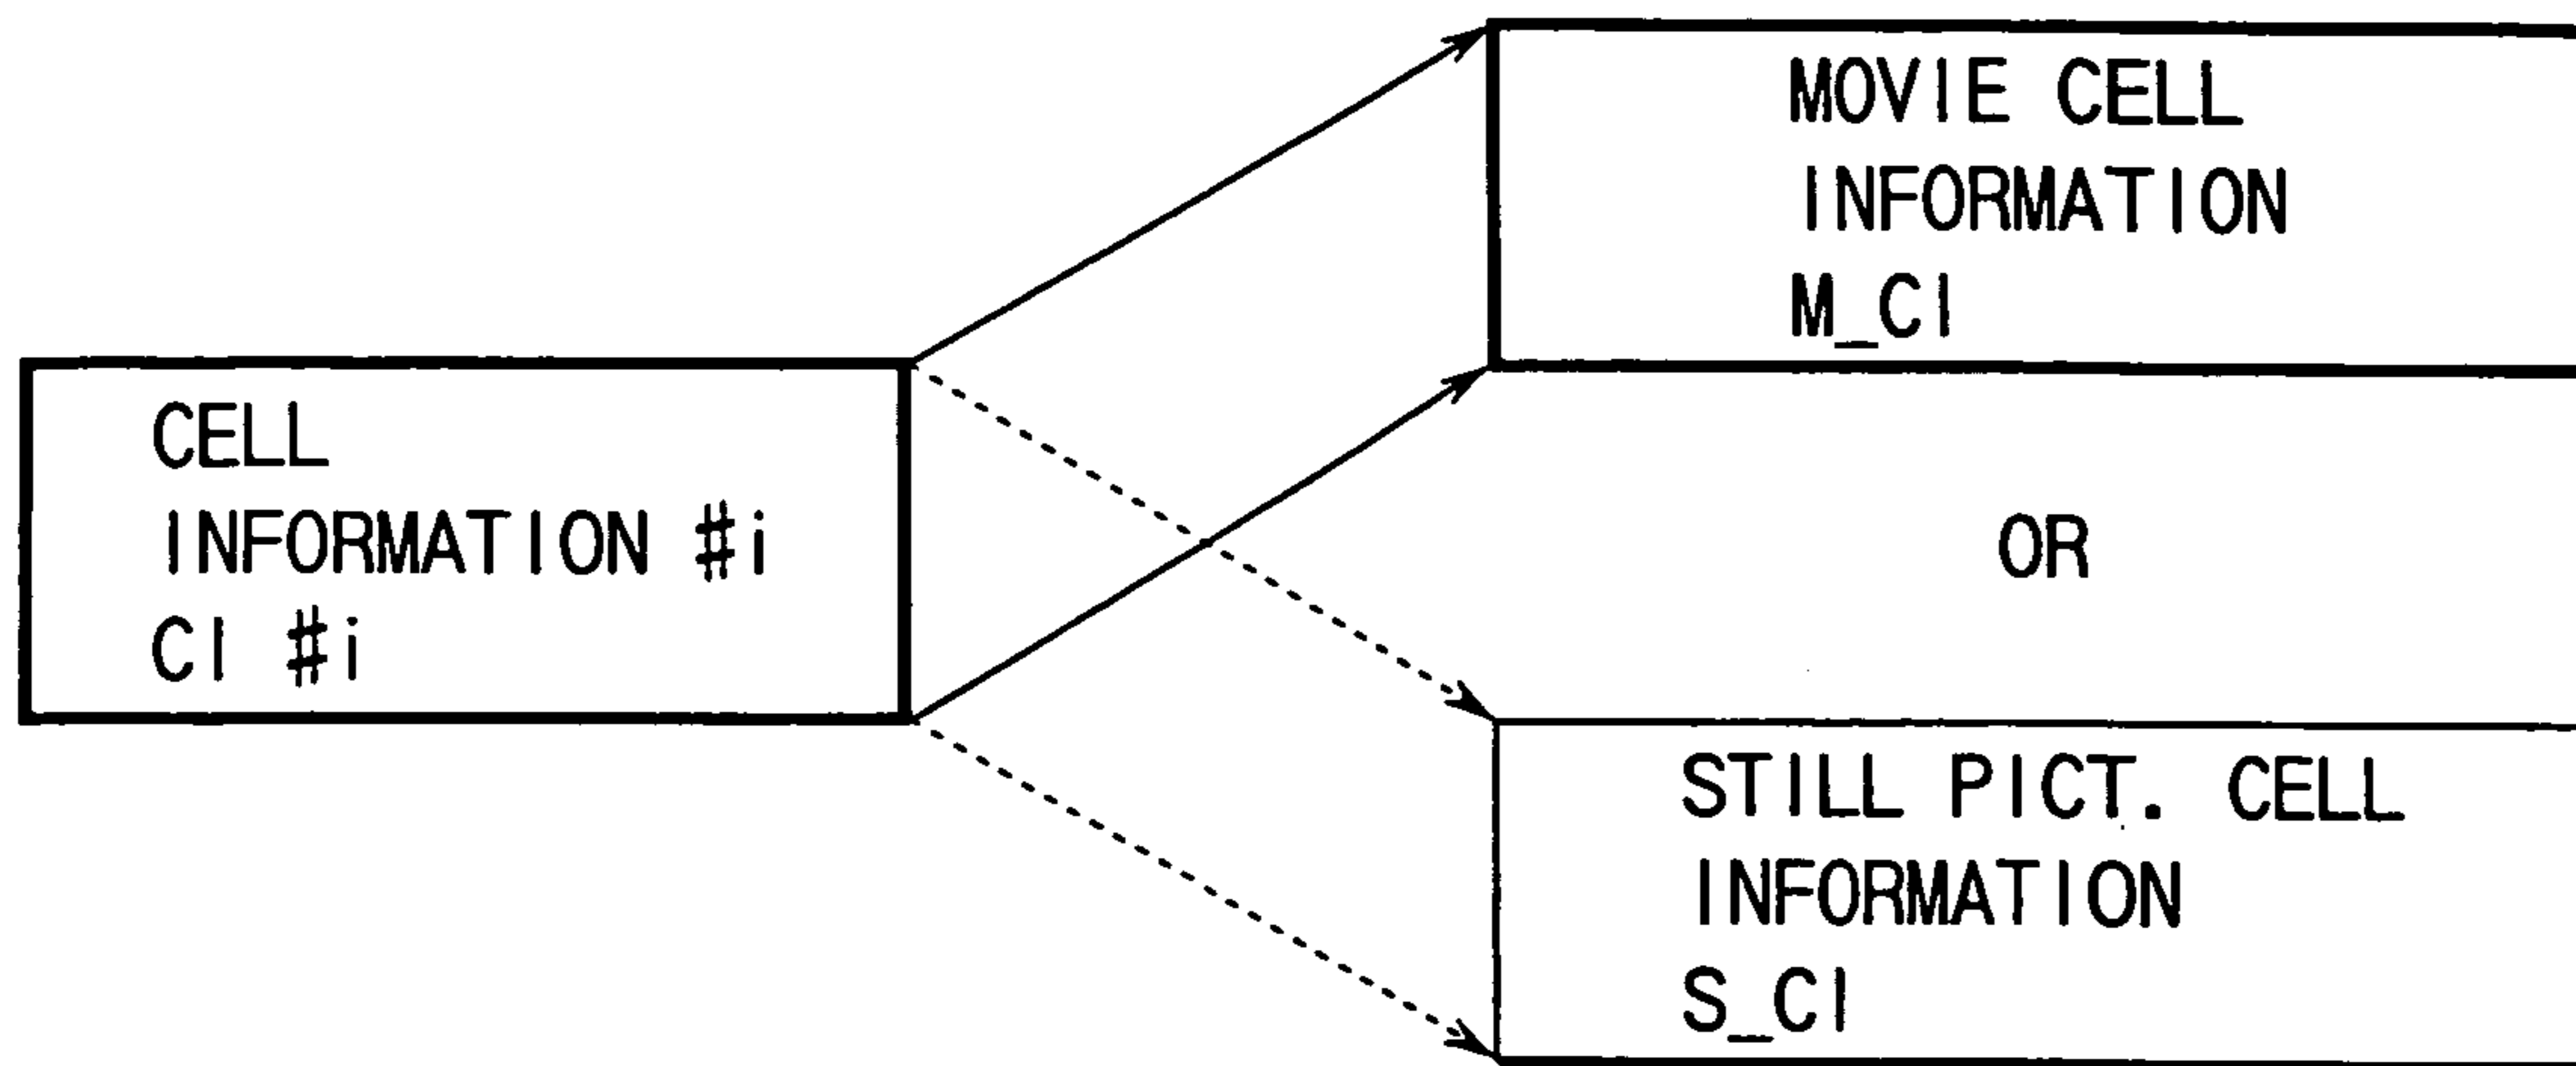 CELL
INFORMATION #i
CI #i
MOVIE CELL
INFORMATION
M_CI
OR
STILL PICT. CELL
INFORMATION
S_CI